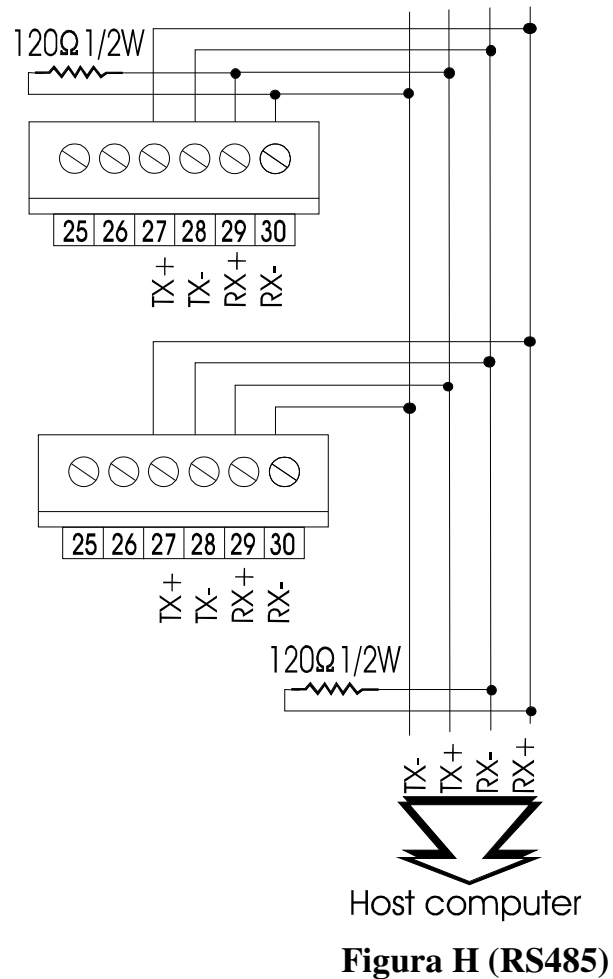 120Ω 1/2W
25 26 27 28 29 30
TX+ TX- RX+ RX-
25 26 27 28 29 30
TX+ TX- RX+ RX-
120Ω 1/2W
TX- TX+ RX- RX+
Host computer
Figura H (RS485)